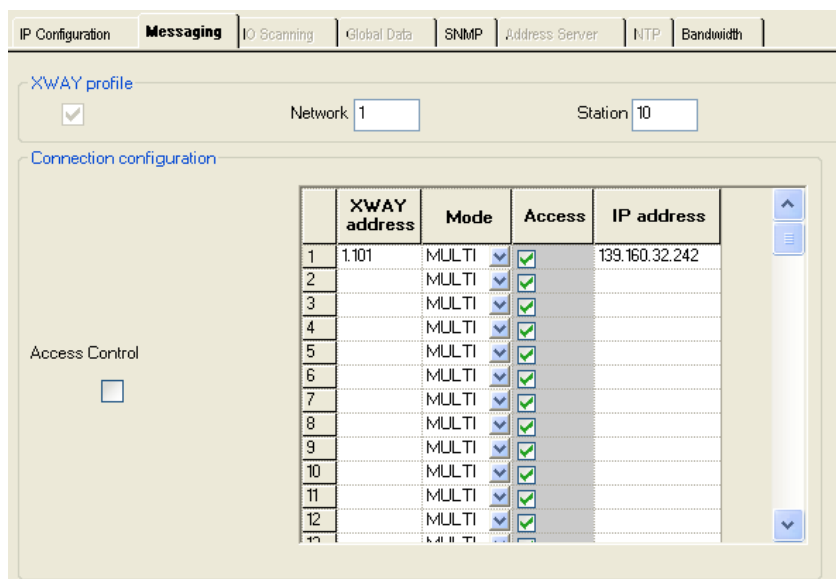 IP Configuration Messaging IO Scanning Global Data SNMP Address Server NTP Bandwidth
XWAY profile
Network 1 Station 10
Connection configuration
XWAY address Mode Access IP address
1 1.101 MULTI 139.160.32.242
2 MULTI
3 MULTI
4 MULTI
Access Control
5 MULTI
6 MULTI
7 MULTI
8 MULTI
9 MULTI
10 MULTI
11 MULTI
12 MULTI